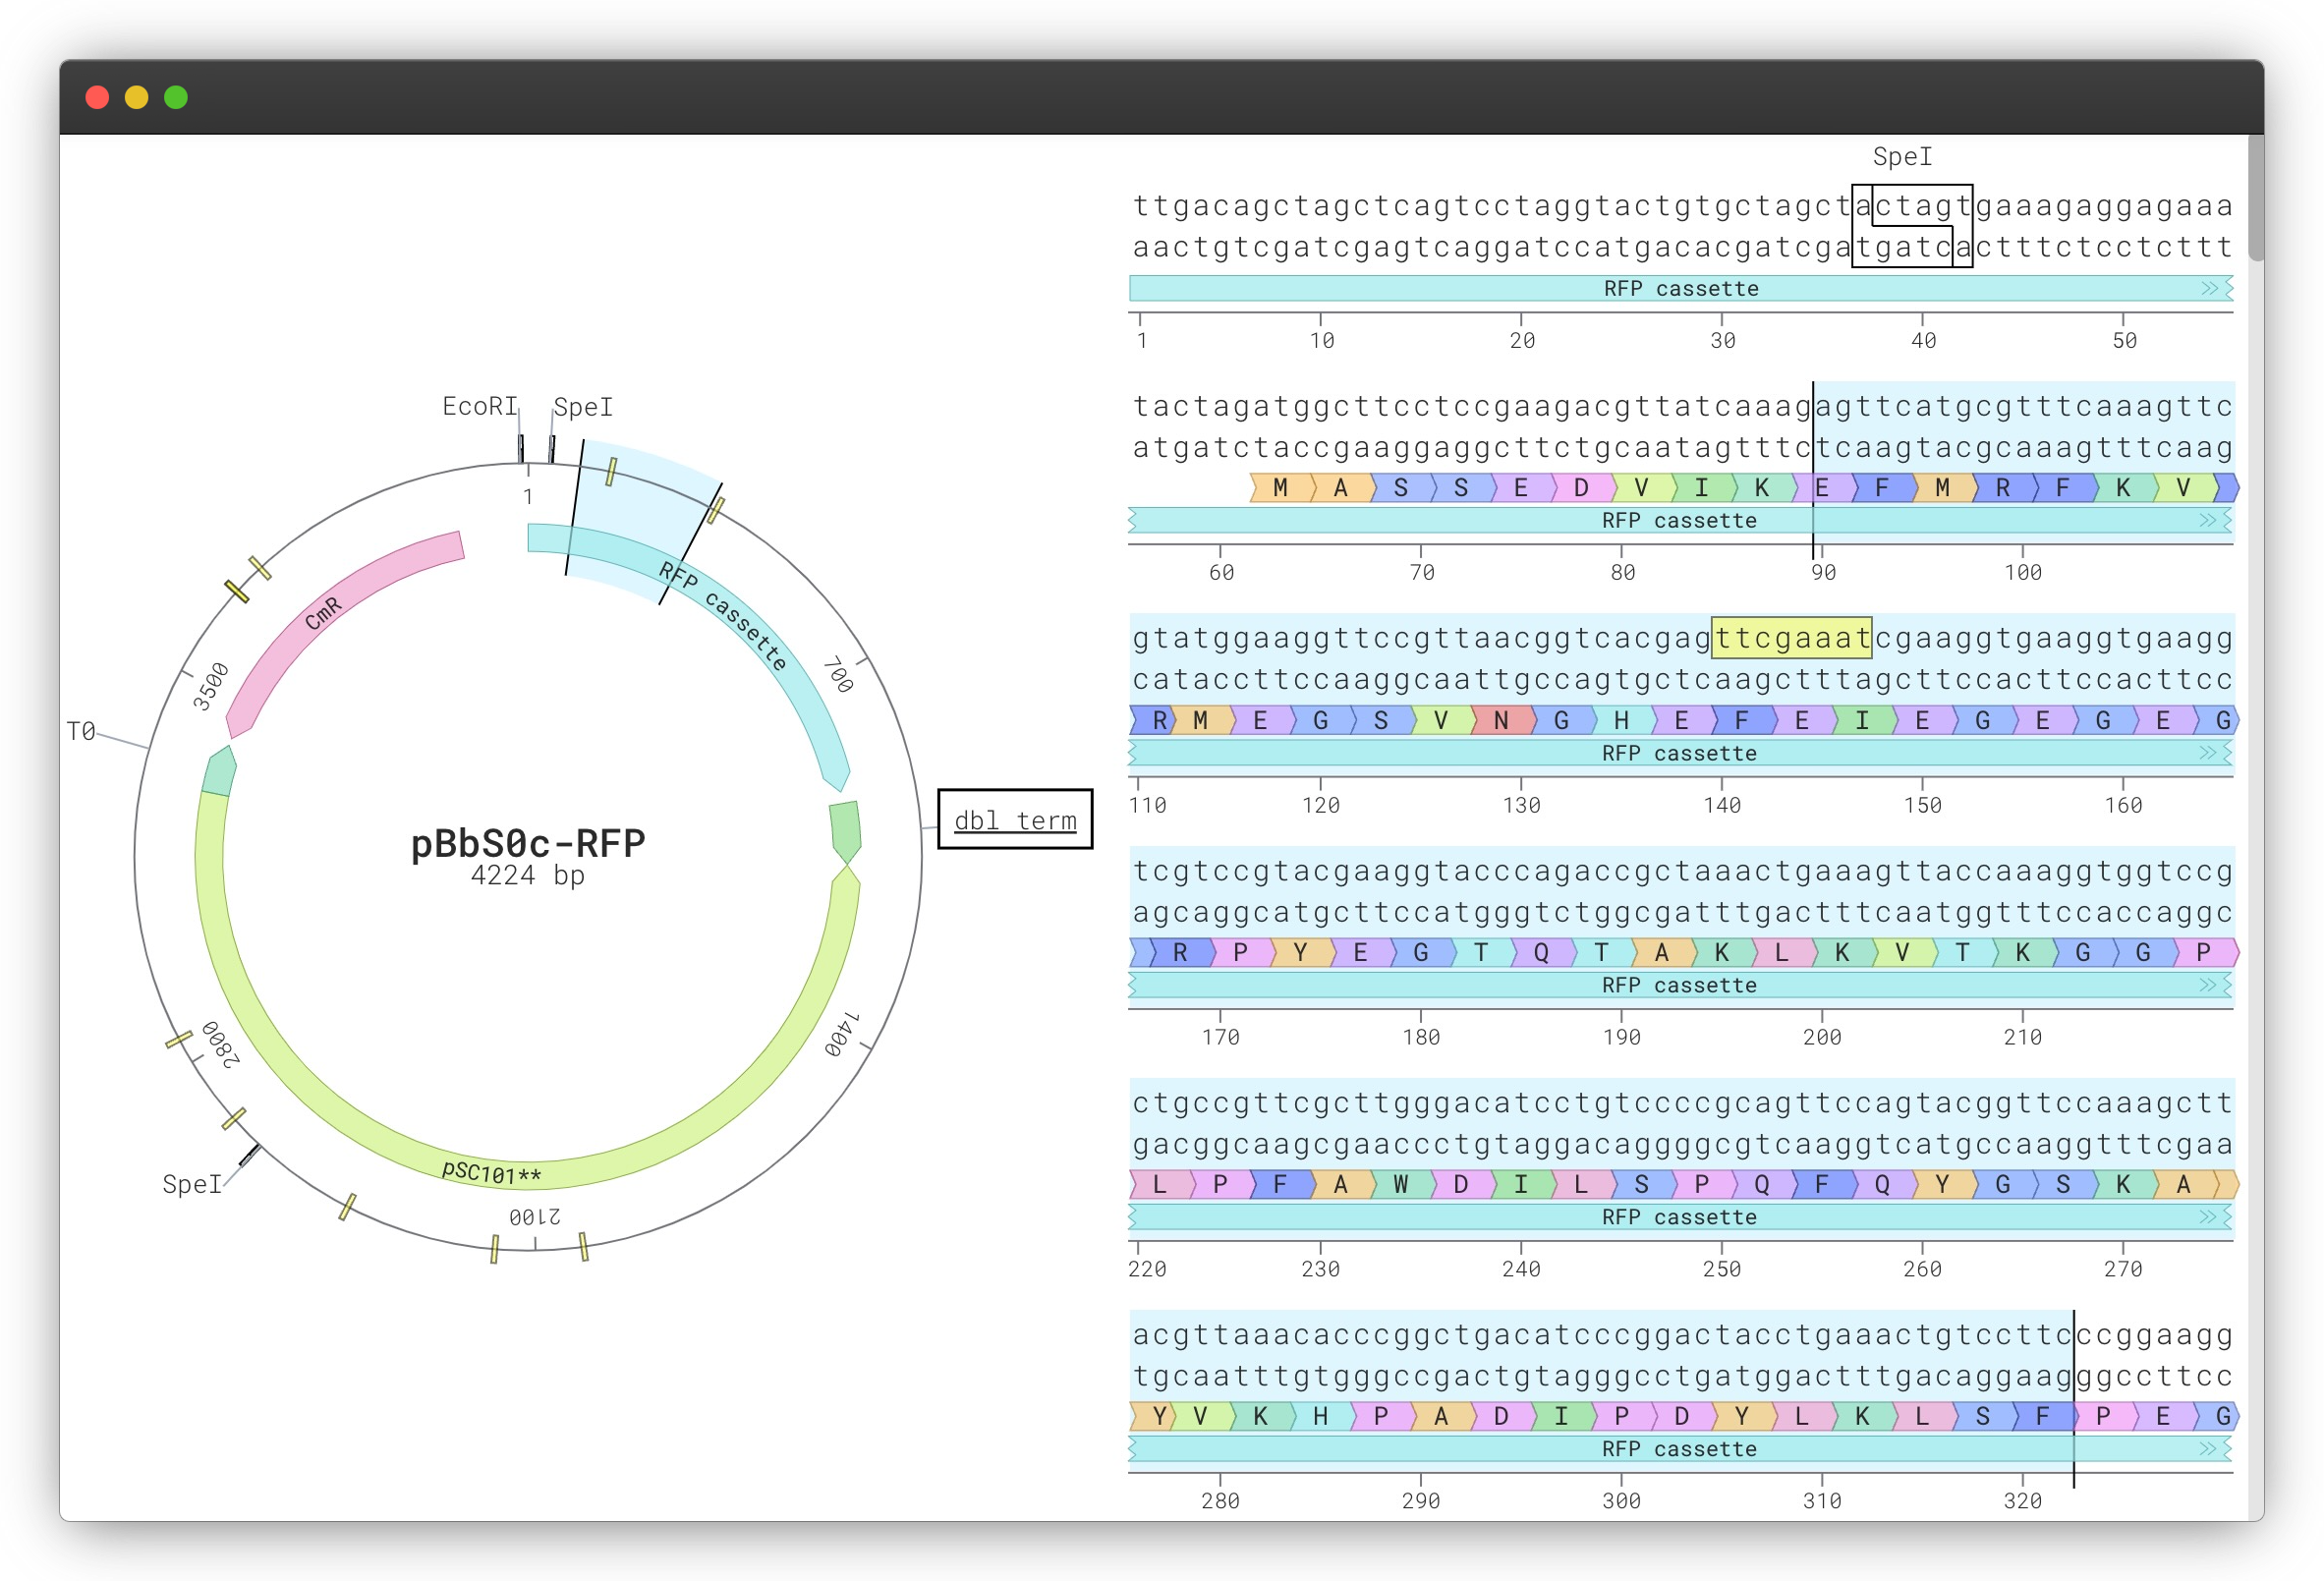 EcoRI
SpeI
1
CmR
RFP cassette
700
3500
T0
dbl term
pBbS0c-RFP
4224 bp
1400
2800
SpeI
pSC101**
2100
SpeI
ttgacagctagctcagtcctaggtactgtgctagctactagtgaaagaggagaaa
aactgtcgatcgagtcaggatccatgacacgatcgatgatcactttctcctcttt
RFP cassette
1 10 20 30 40 50
tactagatggcttcctccgaagacgttatcaaagagttcatgcgtttcaaagttc
atgatctaccgaaggaggcttctgcaatagtttctcaagtacgcaaagtttcaag
M A S S E D V I K E F M R F K V
RFP cassette
60 70 80 90 100
gtatggaaggttccgttaacggtcacgagttcgaaatcgaaggtgaaggtgaagg
cataccttccaaggcaattgccagtgctcaagctttagcttccacttccacttcc
R M E G S V N G H E F E I E G E G E G
RFP cassette
110 120 130 140 150 160
tcgtccgtacgaaggtacccagaccgctaaactgaaagttaccaaaggtggtccg
agcaggcatgcttccatgggtctggcgatttgactttcaatggtttccaccaggc
R P Y E G T Q T A K L K V T K G G P
RFP cassette
170 180 190 200 210
ctgccgttcgcttgggacatcctgtccccgcagttccagtacggttccaaagctt
gacggcaagcgaaccctgtaggacaggggcgtcaaggtcatgccaaggtttcgaa
L P F A W D I L S P Q F Q Y G S K A
RFP cassette
220 230 240 250 260 270
acgttaaacacccggctgacatcccggactacctgaaactgtccttcccggaagg
tgcaatttgtgggccgactgtagggcctgatggactttgacaggaagggccttcc
Y V K H P A D I P D Y L K L S F P E G
RFP cassette
280 290 300 310 320